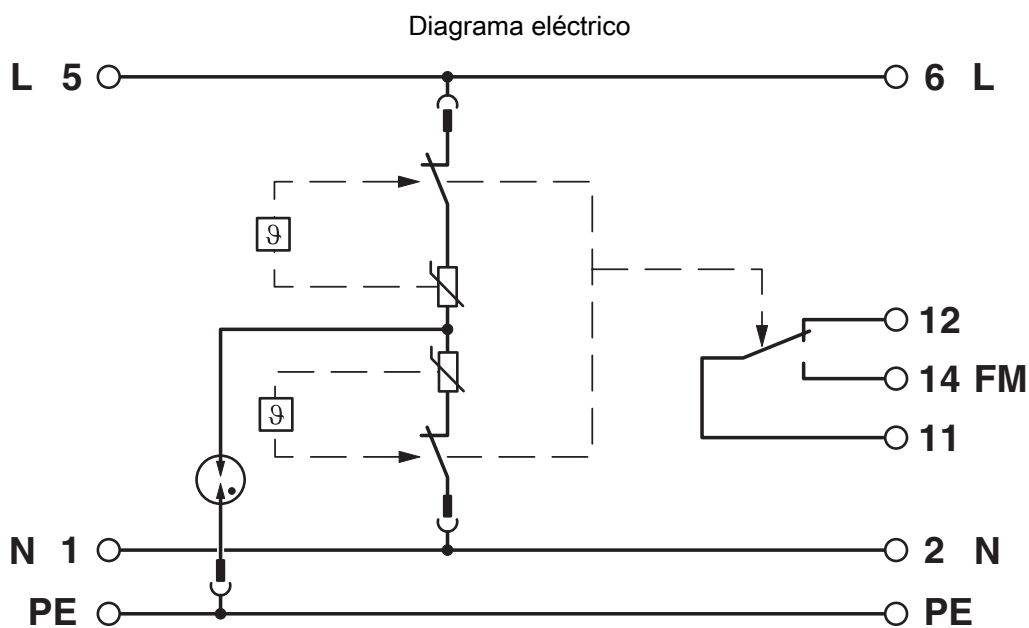 Diagrama eléctrico
L 5 6 L
ϑ
12
14 FM
ϑ
11
N 1 2 N
PE PE